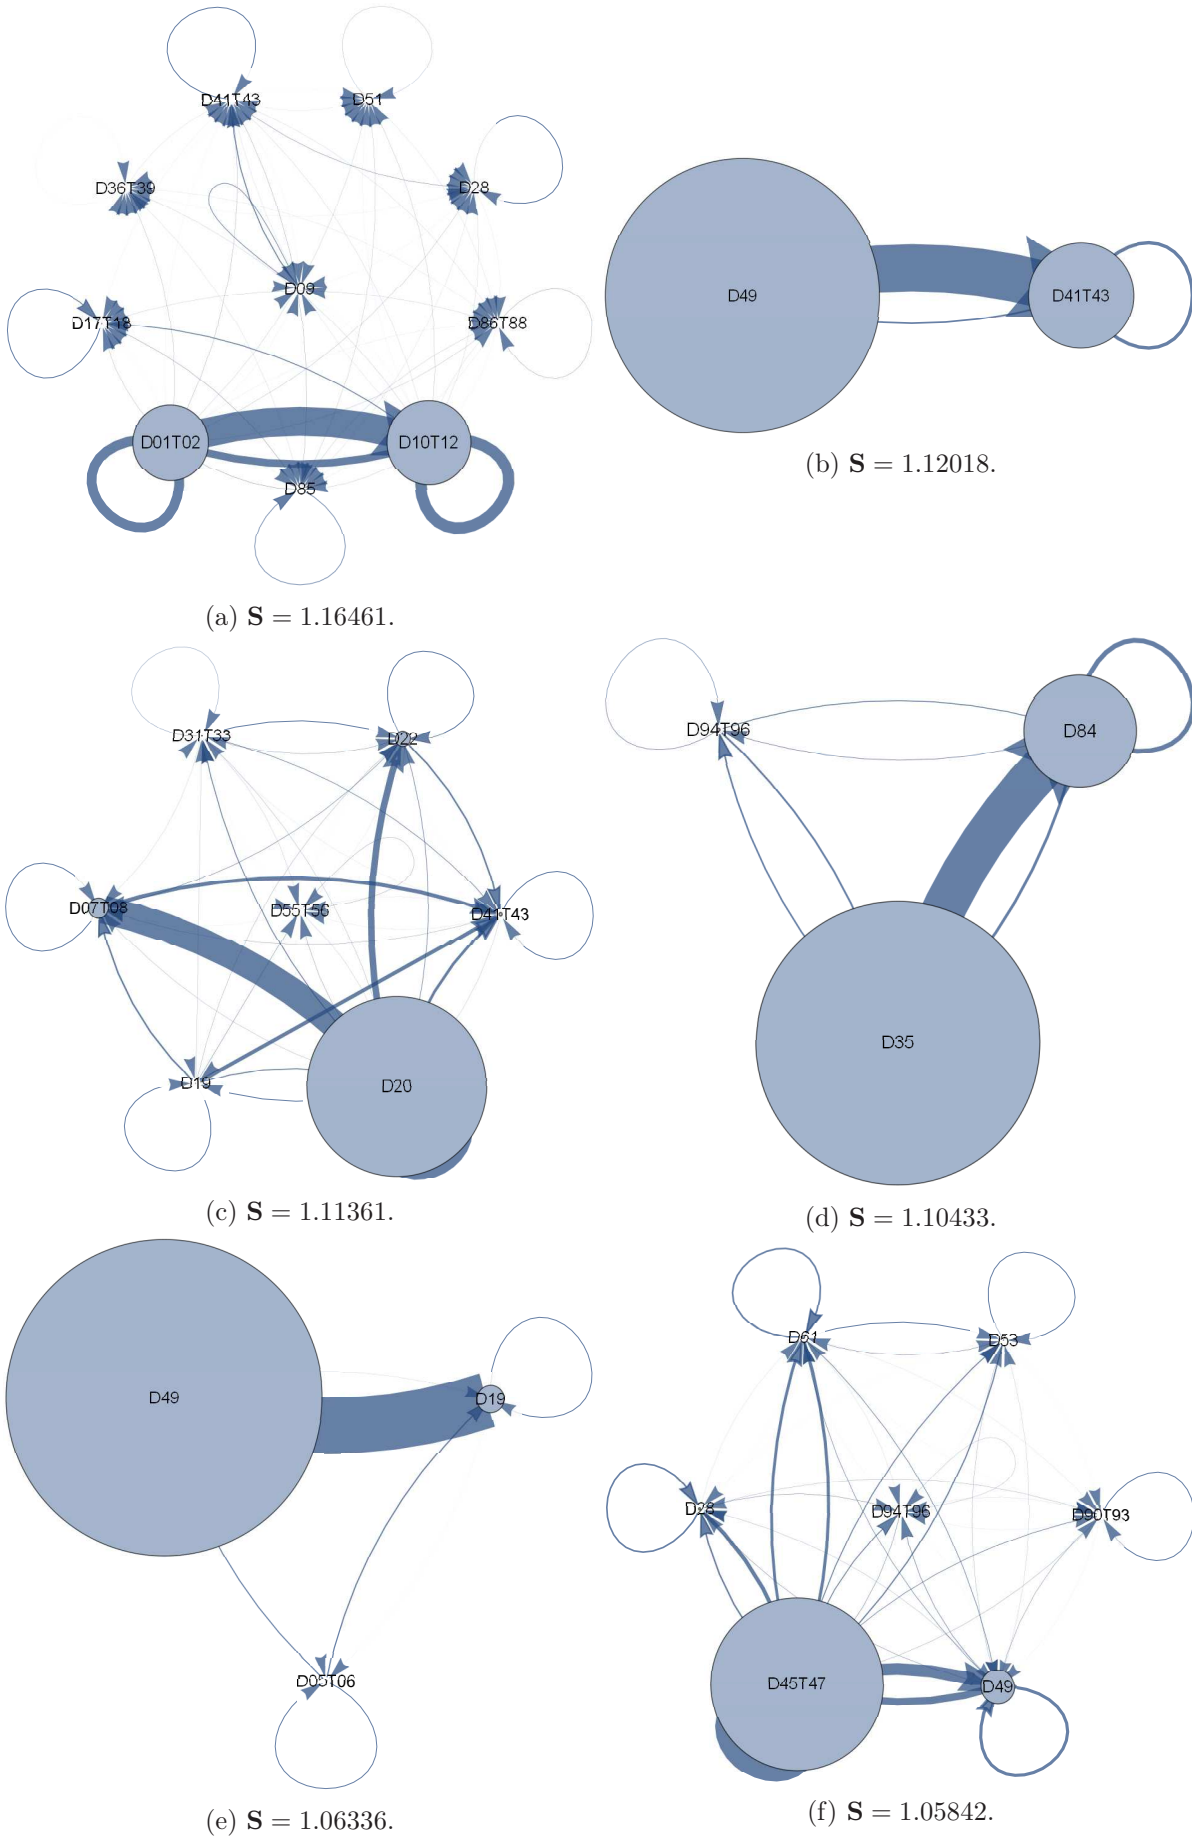 D41T43
D51
D36T39
D28
D09
D17T18
D86T88
D01T02
D10T12
D85
(a) S = 1.16461.
D49
D41T43
(b) S = 1.12018.
D31T33
D22
D07T08
D55T56
D41T43
D19
D20
(c) S = 1.11361.
D94T96
D84
D35
(d) S = 1.10433.
D49
D19
D05T06
(e) S = 1.06336.
D61
D53
D28
D94T96
D90T93
D45T47
D49
(f) S = 1.05842.